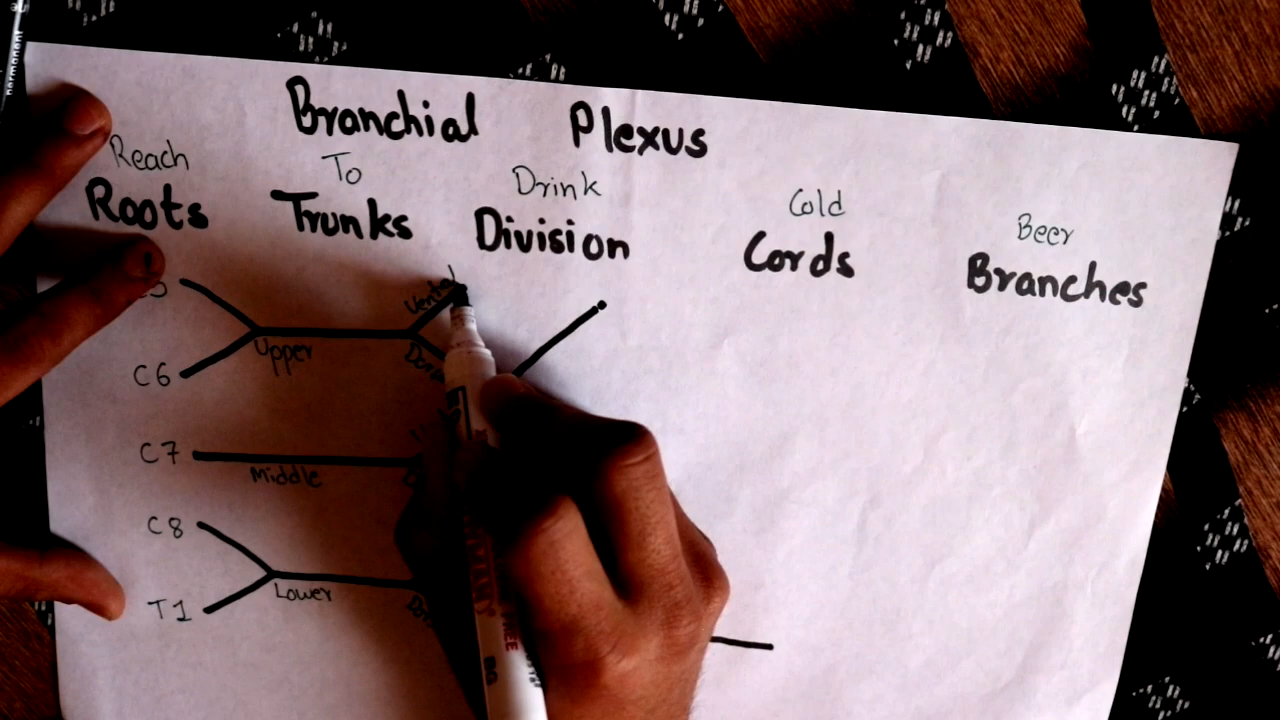 Branchial Plexus
Reach To Drink Cold Beer
Roots Trunks Division Cords Branches
C6 Upper
C7 Middle
C8
T1 Lower
permanent